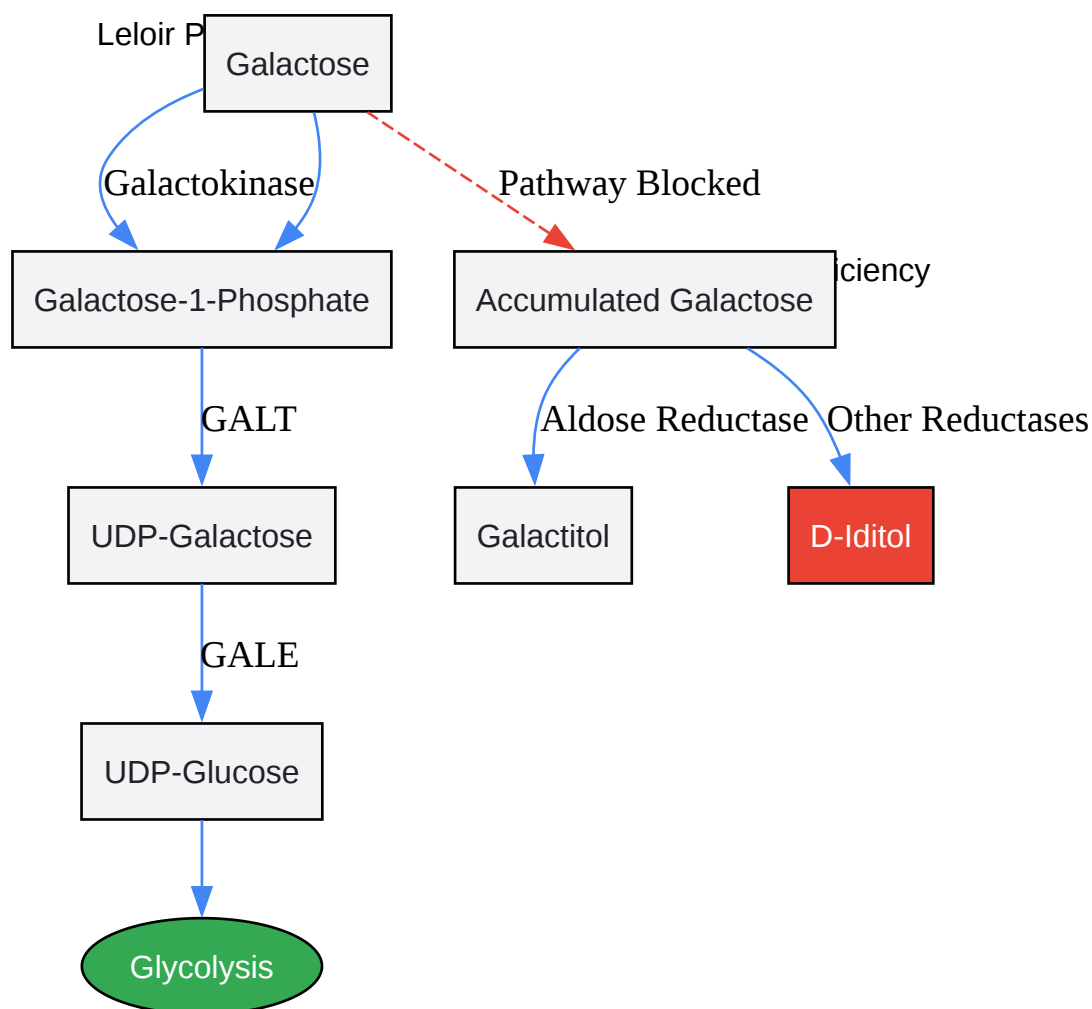 Leloir P
Galactose
Galactokinase
Pathway Blocked
iciency
Galactose-1-Phosphate
Accumulated Galactose
GALT
Aldose Reductase
Other Reductases
UDP-Galactose
Galactitol
D-Iditol
GALE
UDP-Glucose
Glycolysis